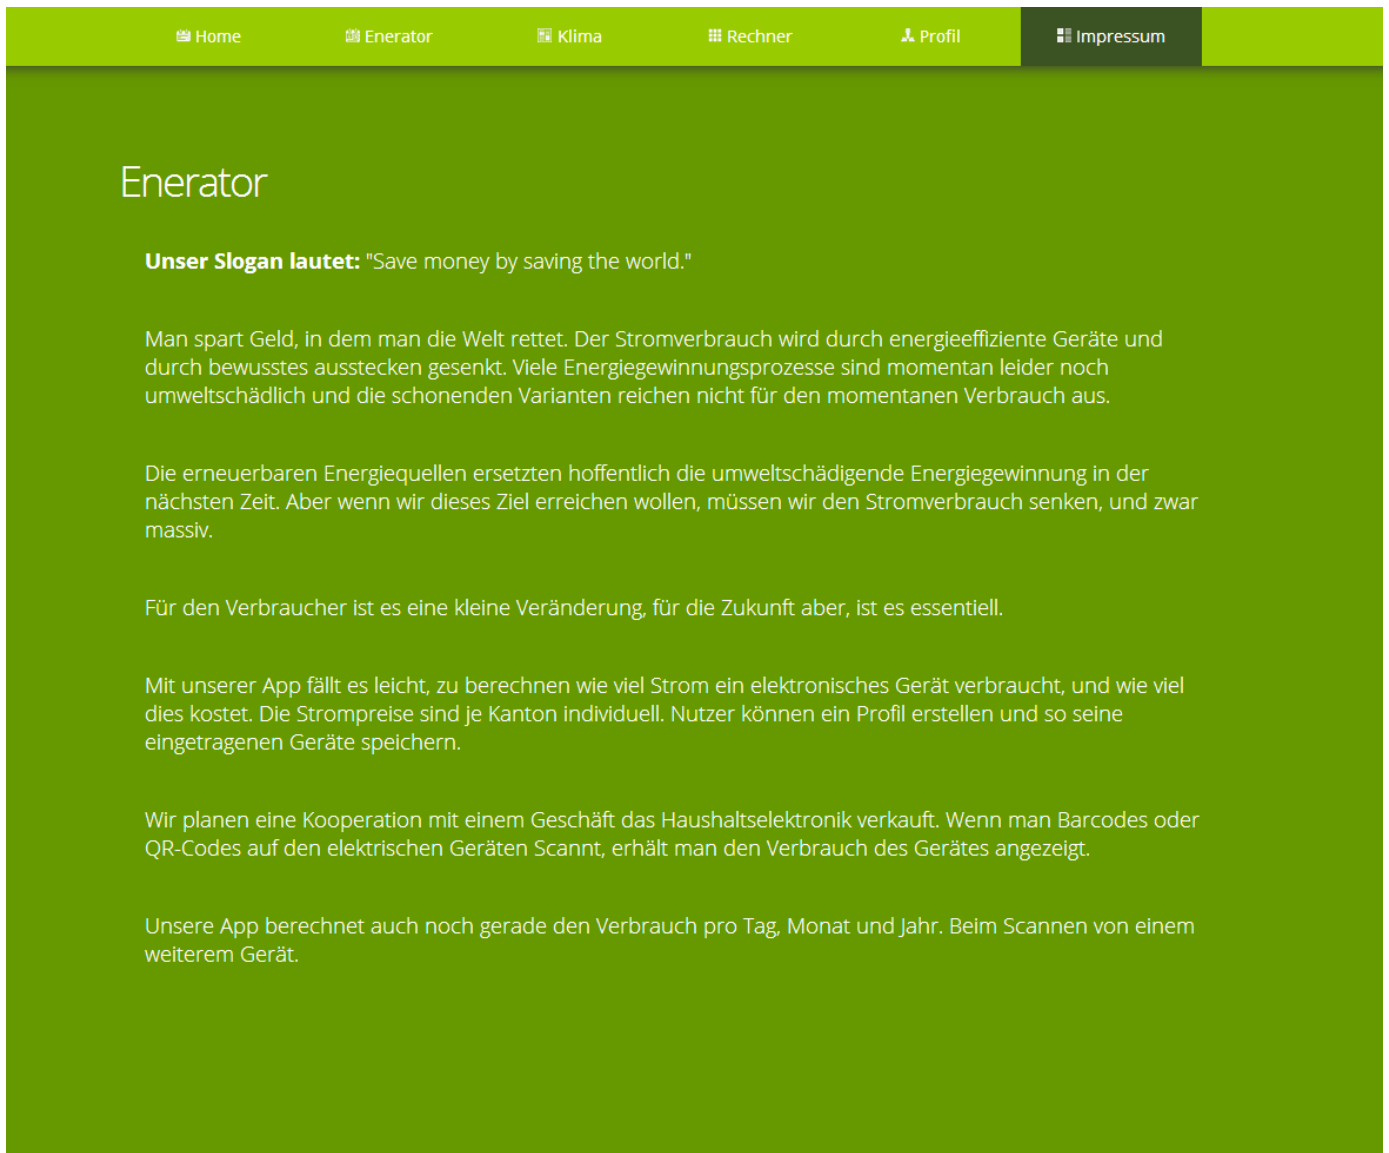 Home Enerator Klima Rechner Profil Impressum
Enerator
Unser Slogan lautet: "Save money by saving the world."
Man spart Geld, in dem man die Welt rettet. Der Stromverbrauch wird durch energieeffiziente Geräte und
durch bewusstes ausstecken gesenkt. Viele Energiegewinnungsprozesse sind momentan leider noch
umweltschädlich und die schonenden Varianten reichen nicht für den momentanen Verbrauch aus.
Die erneuerbaren Energiequellen ersetzten hoffentlich die umweltschädigende Energiegewinnung in der
nächsten Zeit. Aber wenn wir dieses Ziel erreichen wollen, müssen wir den Stromverbrauch senken, und zwar
massiv.
Für den Verbraucher ist es eine kleine Veränderung, für die Zukunft aber, ist es essentiell.
Mit unserer App fällt es leicht, zu berechnen wie viel Strom ein elektronisches Gerät verbraucht, und wie viel
dies kostet. Die Strompreise sind je Kanton individuell. Nutzer können ein Profil erstellen und so seine
eingetragenen Geräte speichern.
Wir planen eine Kooperation mit einem Geschäft das Haushaltselektronik verkauft. Wenn man Barcodes oder
QR-Codes auf den elektrischen Geräten Scannt, erhält man den Verbrauch des Gerätes angezeigt.
Unsere App berechnet auch noch gerade den Verbrauch pro Tag, Monat und Jahr. Beim Scannen von einem
weiterem Gerät.